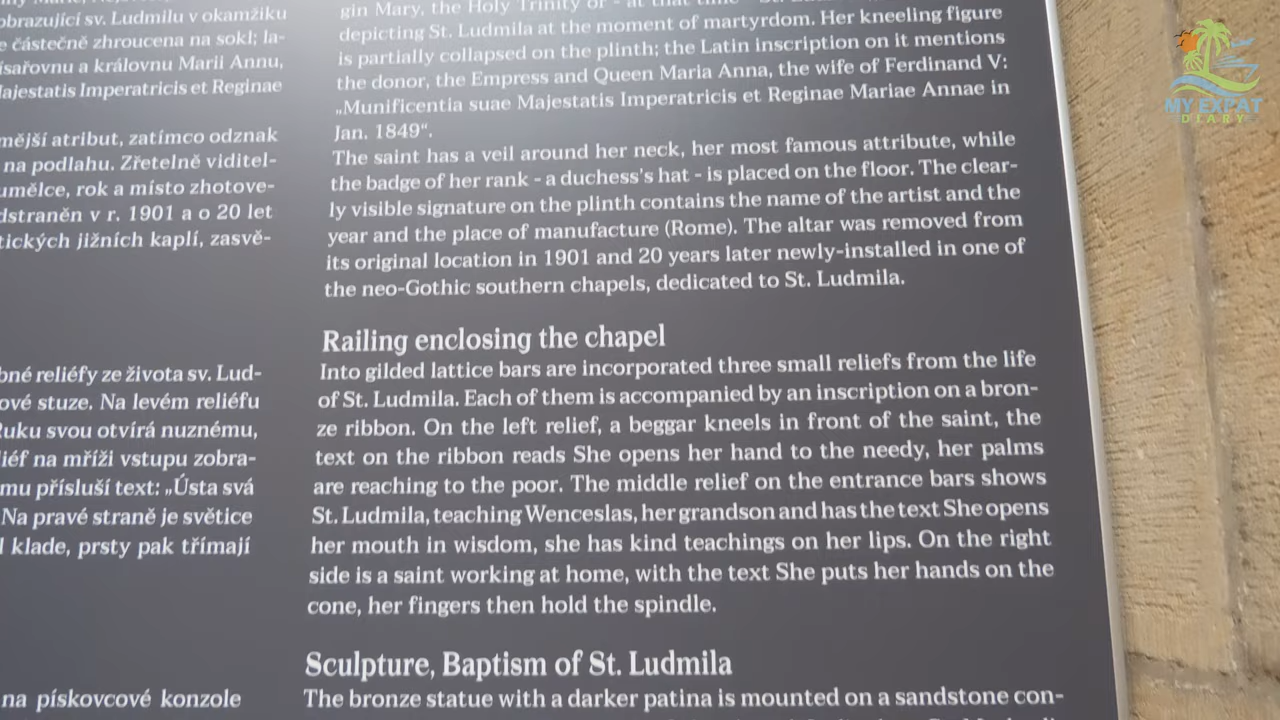 obrazující sv. Ludmilu v okamžiku
částečně zhroucena na sokl; la-
ísařovnu a královnu Marii Annu,
Majestatis Imperatricis et Reginae
mější atribut, zatímco odznak
na podlahu. Zřetelně viditel-
umělce, rok a místo zhotove-
dstraněn v r. 1901 a o 20 let
tických jižních kaplí, zasvě-
bné reliéfy ze života sv. Lud-
ové stuze. Na levém reliéfu
Ruku svou otvírá nuznému,
liéf na mříži vstupu zobra-
mu přísluší text: „Ústa svá
Na pravé straně je světice
l klade, prsty pak třímají
na pískovcové konzole
gin Mary, the Holy Trinity or - at that time
depicting St. Ludmila at the moment of martyrdom. Her kneeling figure
is partially collapsed on the plinth; the Latin inscription on it mentions
the donor, the Empress and Queen Maria Anna, the wife of Ferdinand V:
„Munificentia suae Majestatis Imperatricis et Reginae Mariae Annae in
Jan. 1849“.
The saint has a veil around her neck, her most famous attribute, while
the badge of her rank - a duchess's hat - is placed on the floor. The clear-
ly visible signature on the plinth contains the name of the artist and the
year and the place of manufacture (Rome). The altar was removed from
its original location in 1901 and 20 years later newly-installed in one of
the neo-Gothic southern chapels, dedicated to St. Ludmila.
Railing enclosing the chapel
Into gilded lattice bars are incorporated three small reliefs from the life
of St. Ludmila. Each of them is accompanied by an inscription on a bron-
ze ribbon. On the left relief, a beggar kneels in front of the saint, the
text on the ribbon reads She opens her hand to the needy, her palms
are reaching to the poor. The middle relief on the entrance bars shows
St. Ludmila, teaching Wenceslas, her grandson and has the text She opens
her mouth in wisdom, she has kind teachings on her lips. On the right
side is a saint working at home, with the text She puts her hands on the
cone, her fingers then hold the spindle.
Sculpture, Baptism of St. Ludmila
The bronze statue with a darker patina is mounted on a sandstone con-
MY EXPAT
DIARY